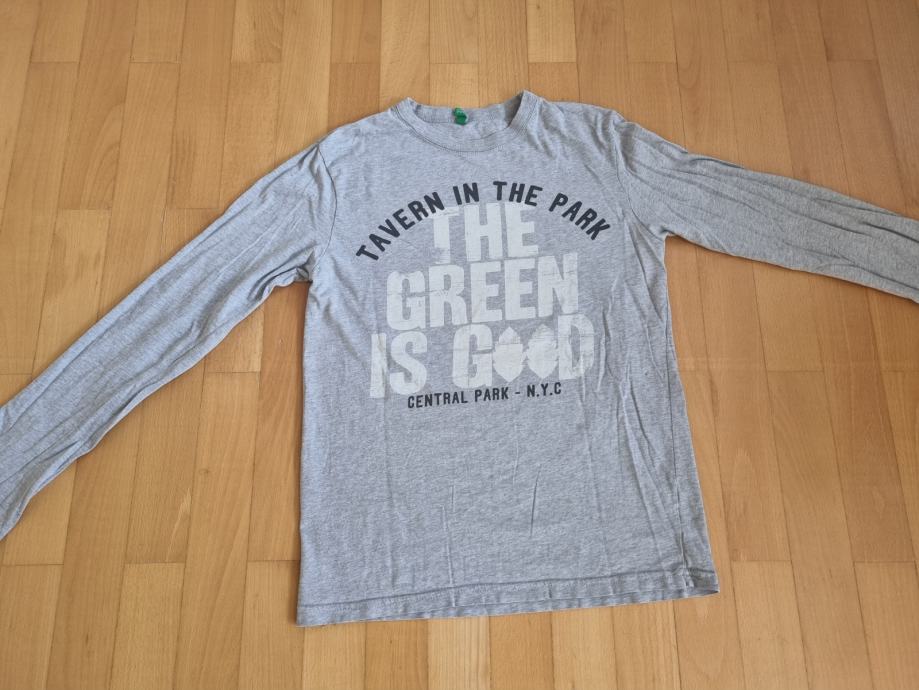 TAVERN IN THE PARK
THE
GREEN
IS GOOD
CENTRAL PARK - N.Y.C